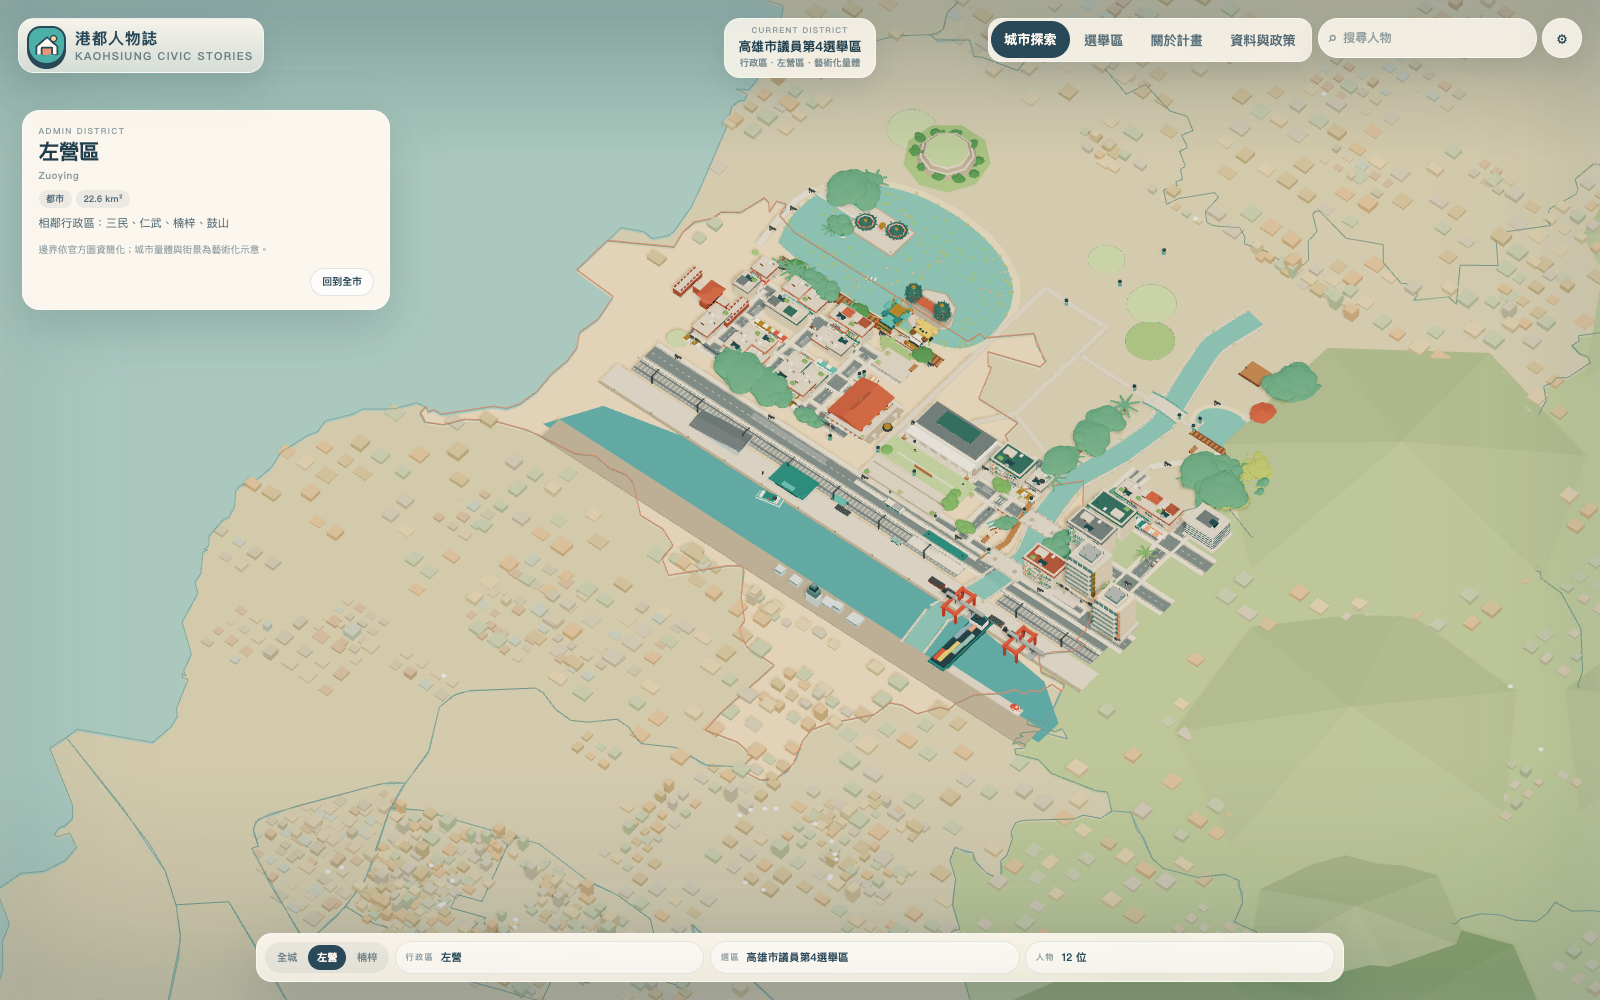 港都人物誌
KAOHSIUNG CIVIC STORIES
CURRENT DISTRICT
高雄市議員第4選舉區
行政區 · 左營區 · 藝術化量體
城市探索
選舉區
關於計畫
資料與政策
搜尋人物
ADMIN DISTRICT
左營區
Zuoying
都市
22.6 km²
相鄰行政區：三民、仁武、楠梓、鼓山
邊界依官方圖資簡化；城市量體與街景為藝術化示意。
回到全市
全城
左營
楠梓
行政區 左營
選區 高雄市議員第4選舉區
人物 12 位